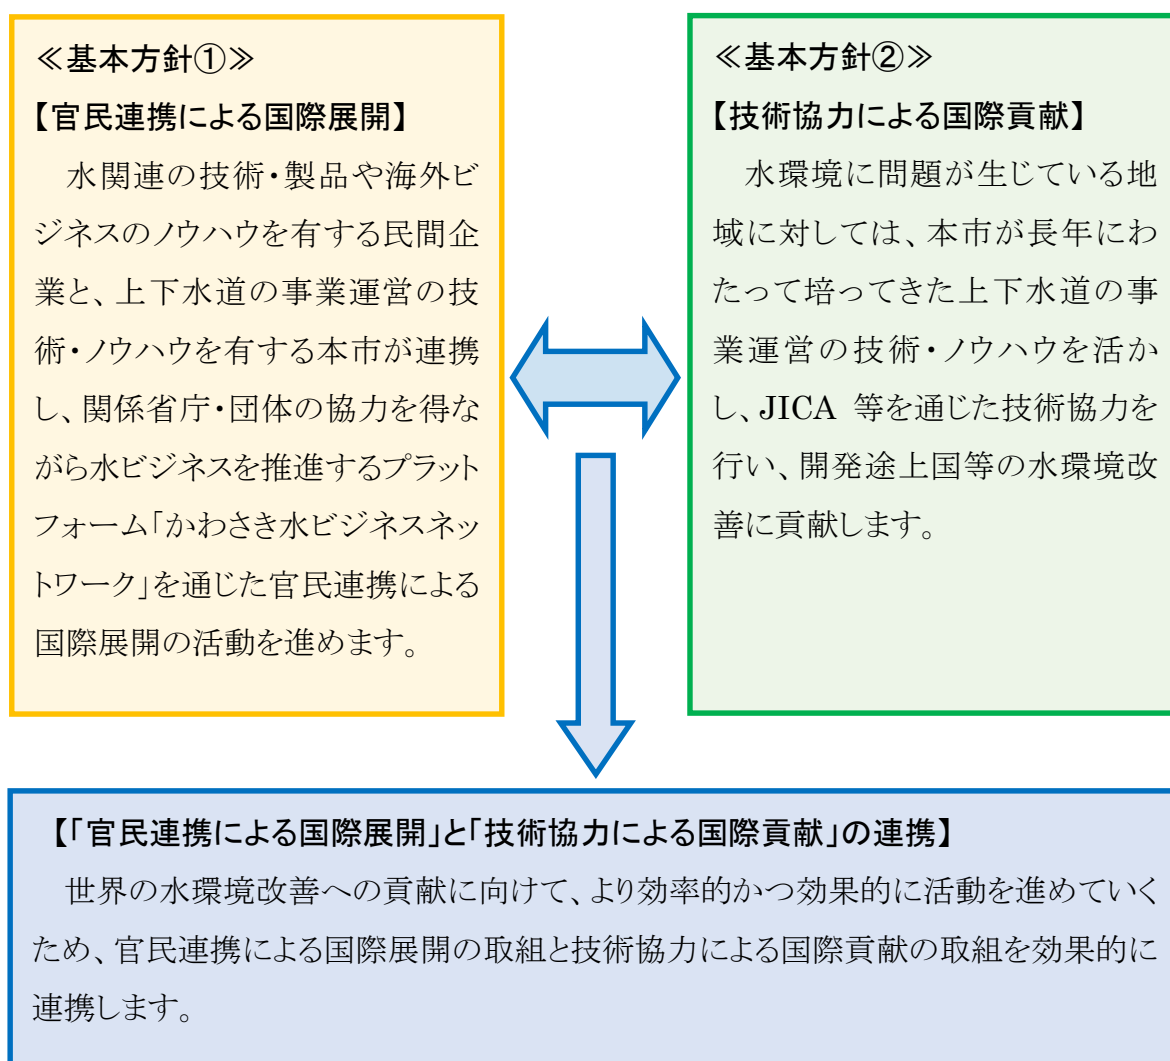 ≪基本方針①≫
【官民連携による国際展開】
水関連の技術・製品や海外ビ
ジネスのノウハウを有する民間企
業と、上下水道の事業運営の技
術・ノウハウを有する本市が連携
し、関係省庁・団体の協力を得な
がら水ビジネスを推進するプラット
フォーム「かわさき水ビジネスネッ
トワーク」を通じた官民連携による
国際展開の活動を進めます。
≪基本方針②≫
【技術協力による国際貢献】
水環境に問題が生じている地
域に対しては、本市が長年にわ
たって培ってきた上下水道の事
業運営の技術・ノウハウを活か
し、JICA 等を通じた技術協力を
行い、開発途上国等の水環境改
善に貢献します。
【「官民連携による国際展開」と「技術協力による国際貢献」の連携】
世界の水環境改善への貢献に向けて、より効率的かつ効果的に活動を進めていく
ため、官民連携による国際展開の取組と技術協力による国際貢献の取組を効果的に
連携します。